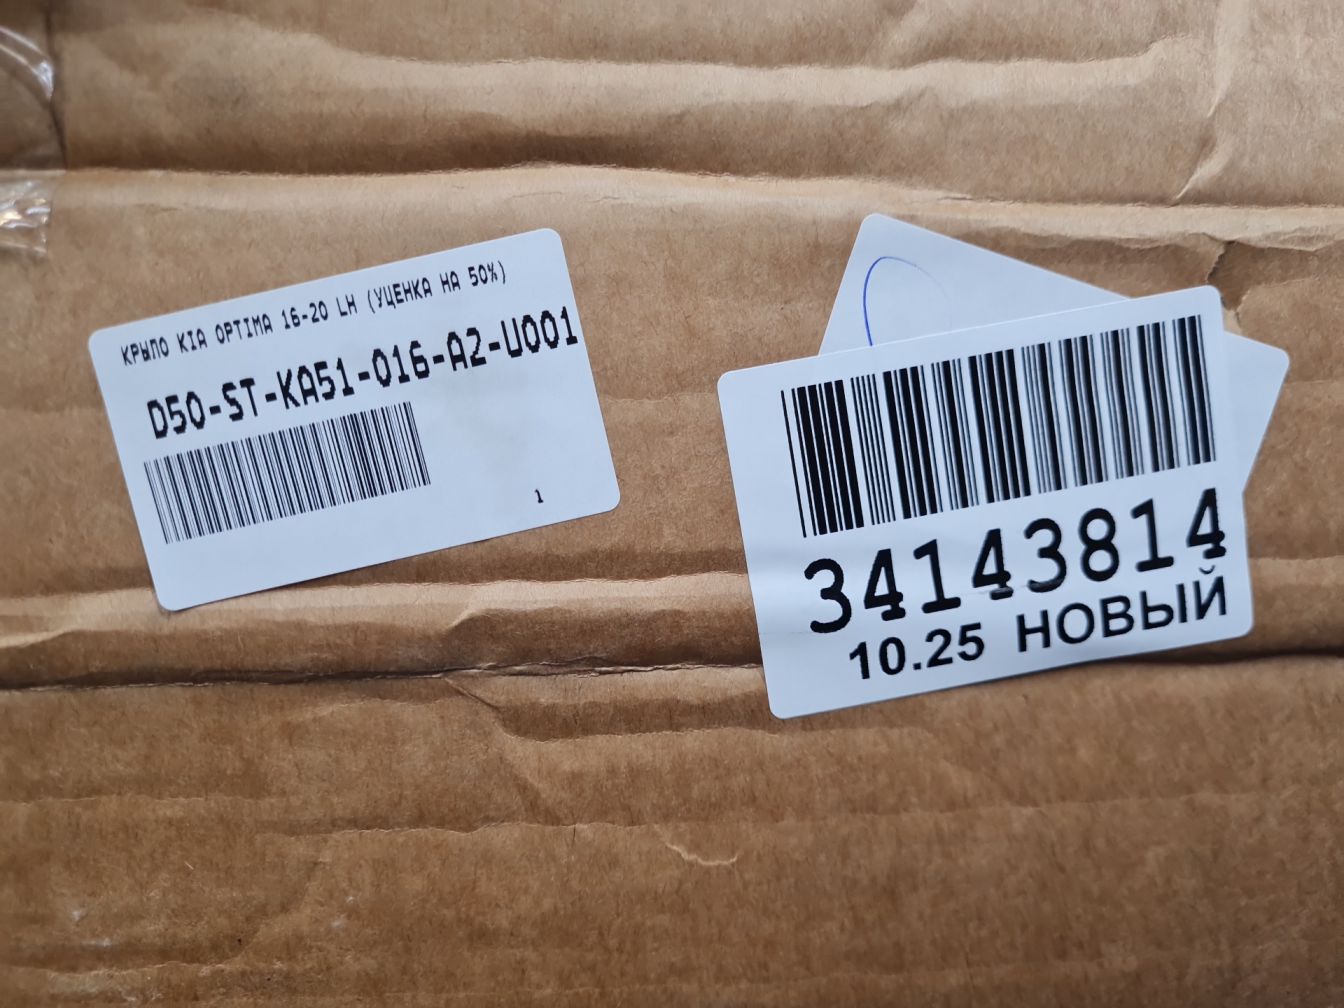 КРЫЛО KIA OPTIMA 16-20 LH (УЦЕНКА НА 50%)
D50-ST-KA51-016-A2-U001
1
34143814
10.25 НОВЫЙ